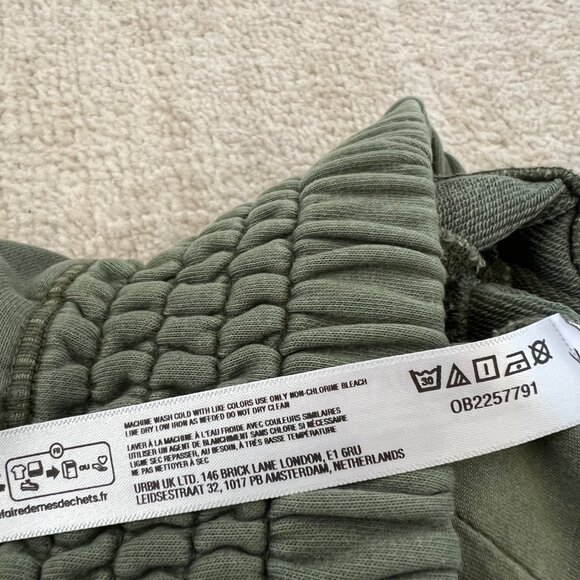 MACHINE WASH COLD WITH LIKE COLORS USE ONLY NON-CHLORINE BLEACH
LINE DRY LOW IRON AS NEEDED DO NOT DRY CLEAN
LAVER À LA MACHINE À L'EAU FROIDE AVEC COULEURS SIMILAIRES
UTILISER UN AGENT DE BLANCHIMENT SANS CHLORE SI NÉCESSAIRE
LIGNE SEC REPASSER, AU BESOIN, À TRÈS BASSE TEMPÉRATURE
ME PAS NETTOYER À SEC
URBN UK LTD. 146 BRICK LANE LONDON, E1 6RU
LEIDSESTRAAT 32, 1017 PB AMSTERDAM, NETHERLANDS
30
OB2257791
FR
OU
efairedemesdechets.fr